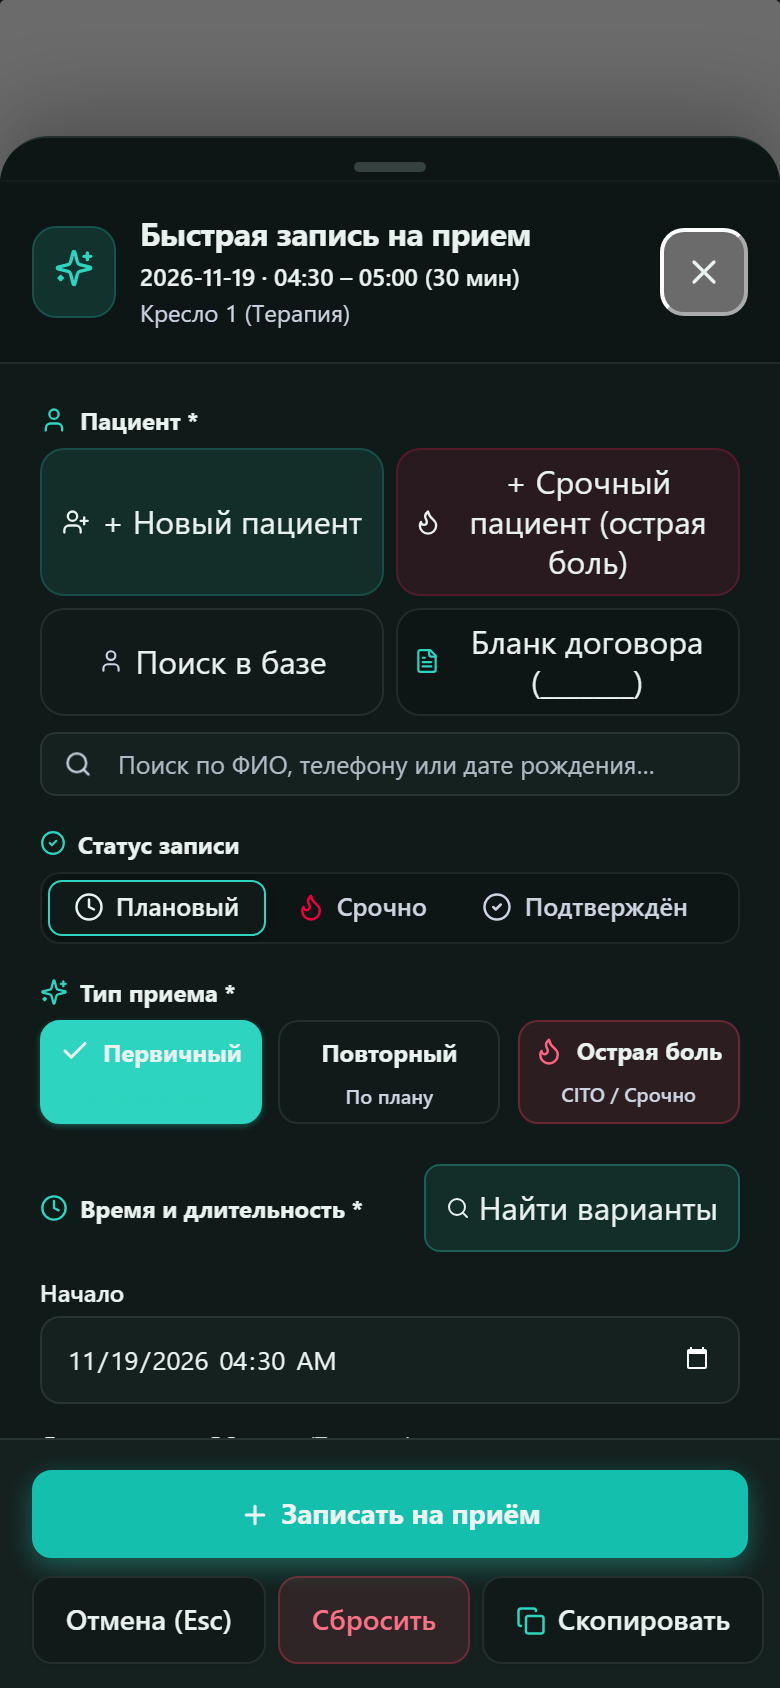 Быстрая запись на прием
2026-11-19 · 04:30 – 05:00 (30 мин)
Кресло 1 (Терапия)
Пациент *
+ Новый пациент
+ Срочный
пациент (острая
боль)
Поиск в базе
Бланк договора
(______)
Поиск по ФИО, телефону или дате рождения...
Статус записи
Плановый
Срочно
Подтверждён
Тип приема *
Первичный
Повторный
По плану
Острая боль
CITO / Срочно
Время и длительность *
Найти варианты
Начало
11/19/2026 04:30 AM
+ Записать на приём
Отмена (Esc)
Сбросить
Скопировать